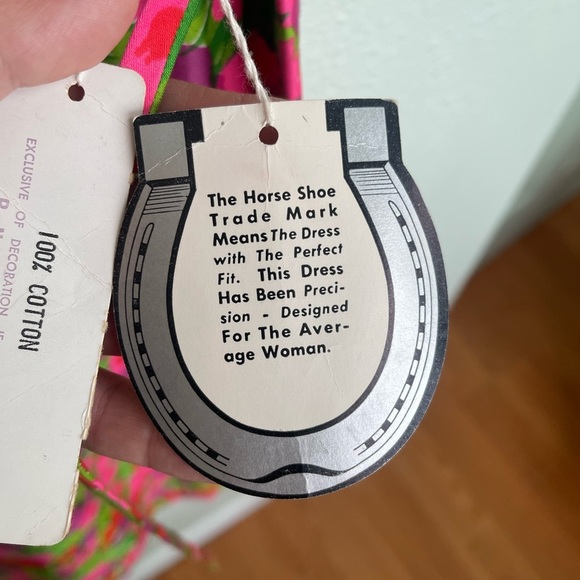 The Horse Shoe
Trade Mark
Means The Dress
with The Perfect
Fit. This Dress
Has Been Preci-
sion - Designed
For The Aver-
age Woman.
100% COTTON
EXCLUSIVE OF DECORATION IF